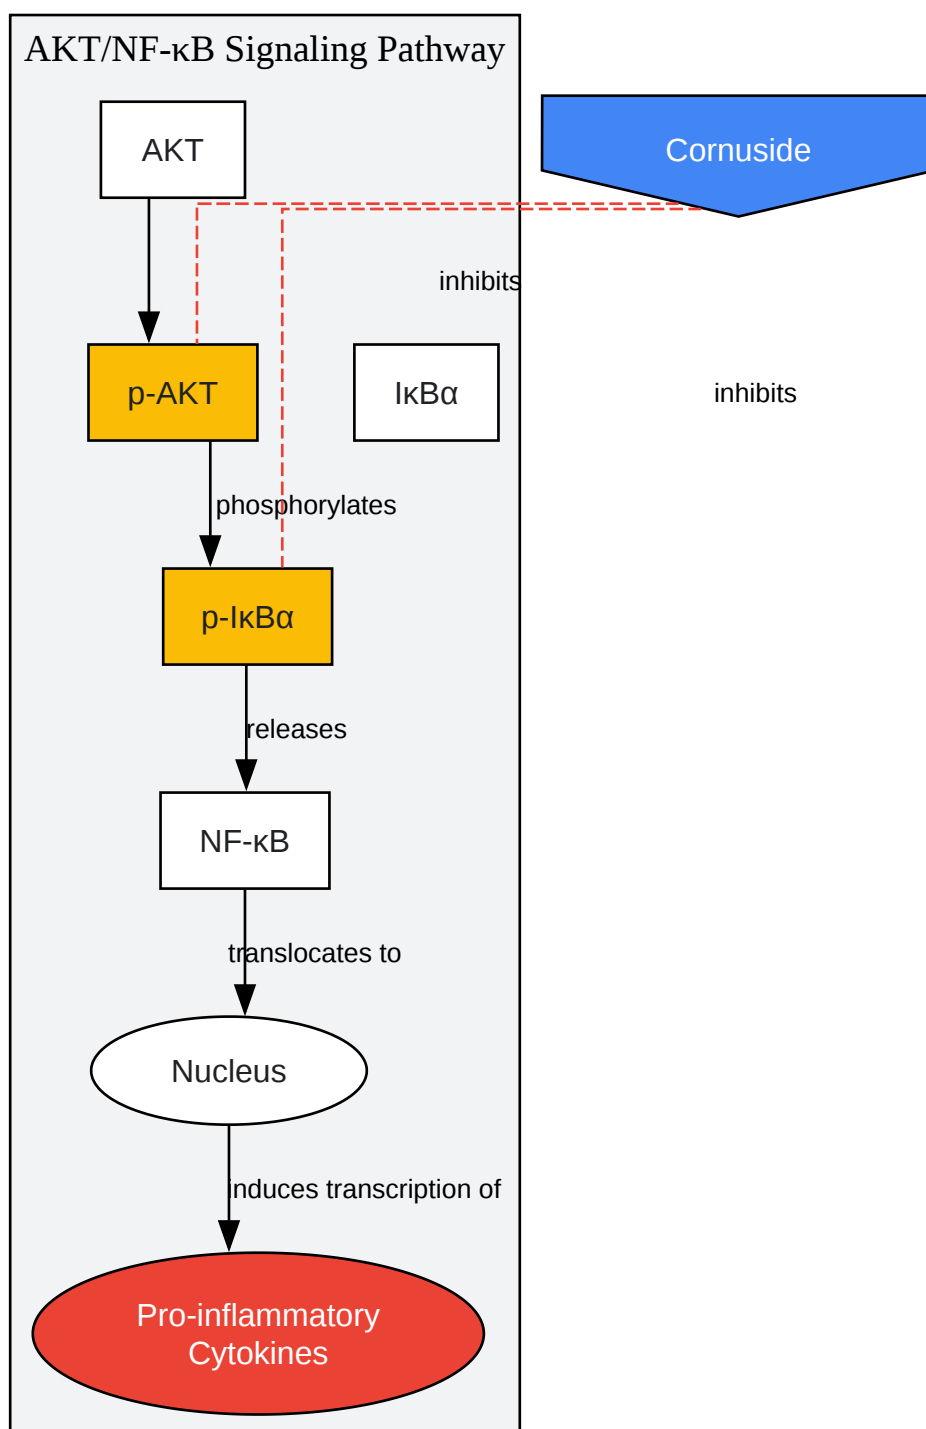 AKT/NF-κB Signaling Pathway
AKT
Cornuside
inhibits
p-AKT
IκBα
inhibits
phosphorylates
p-IκBα
releases
NF-κB
translocates to
Nucleus
induces transcription of
Pro-inflammatory
Cytokines